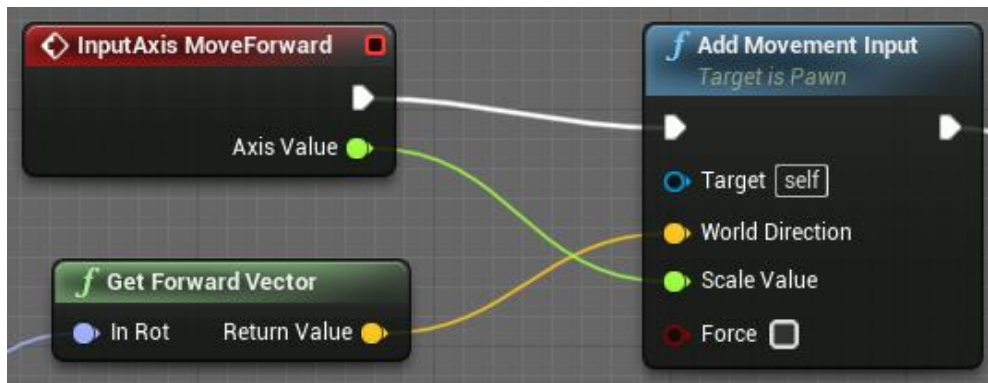 InputAxis MoveForward
Axis Value
f Get Forward Vector
In Rot Return Value
f Add Movement Input
Target is Pawn
Target self
World Direction
Scale Value
Force